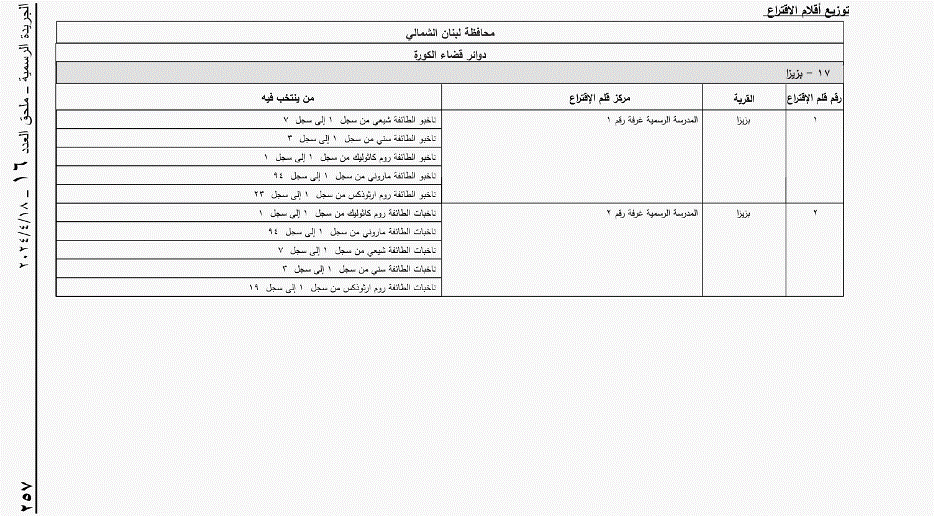 توزيع أقلام الاقتراع
محافظة لبنان الشمالي
دوائر قضاء الكورة
١٧ - بزيزا
رقم قلم الإقتراع القرية مركز قلم الإقتراع من ينتخب فيه
١ بزيزا المدرسة الرسمية غرفة رقم ١ ناخبو الطائفة شيعي من سجل ١ إلى سجل ٧
ناخبو الطائفة سني من سجل ١ إلى سجل ٣
ناخبو الطائفة روم كاثوليك من سجل ١ إلى سجل ١
ناخبو الطائفة ماروني من سجل ١ إلى سجل ٩٤
ناخبو الطائفة روم ارثوذكس من سجل ١ إلى سجل ٢٣
٢ بزيزا المدرسة الرسمية غرفة رقم ٢ ناخبات الطائفة روم كاثوليك من سجل ١ إلى سجل ١
ناخبات الطائفة ماروني من سجل ١ إلى سجل ٩٤
ناخبات الطائفة شيعي من سجل ١ إلى سجل ٧
ناخبات الطائفة سني من سجل ١ إلى سجل ٣
ناخبات الطائفة روم ارثوذكس من سجل ١ إلى سجل ١٩
الجريدة الرسمية – ملحق العدد ١٦ – ٢٠٢٤/٤/١٨
٢٥٧